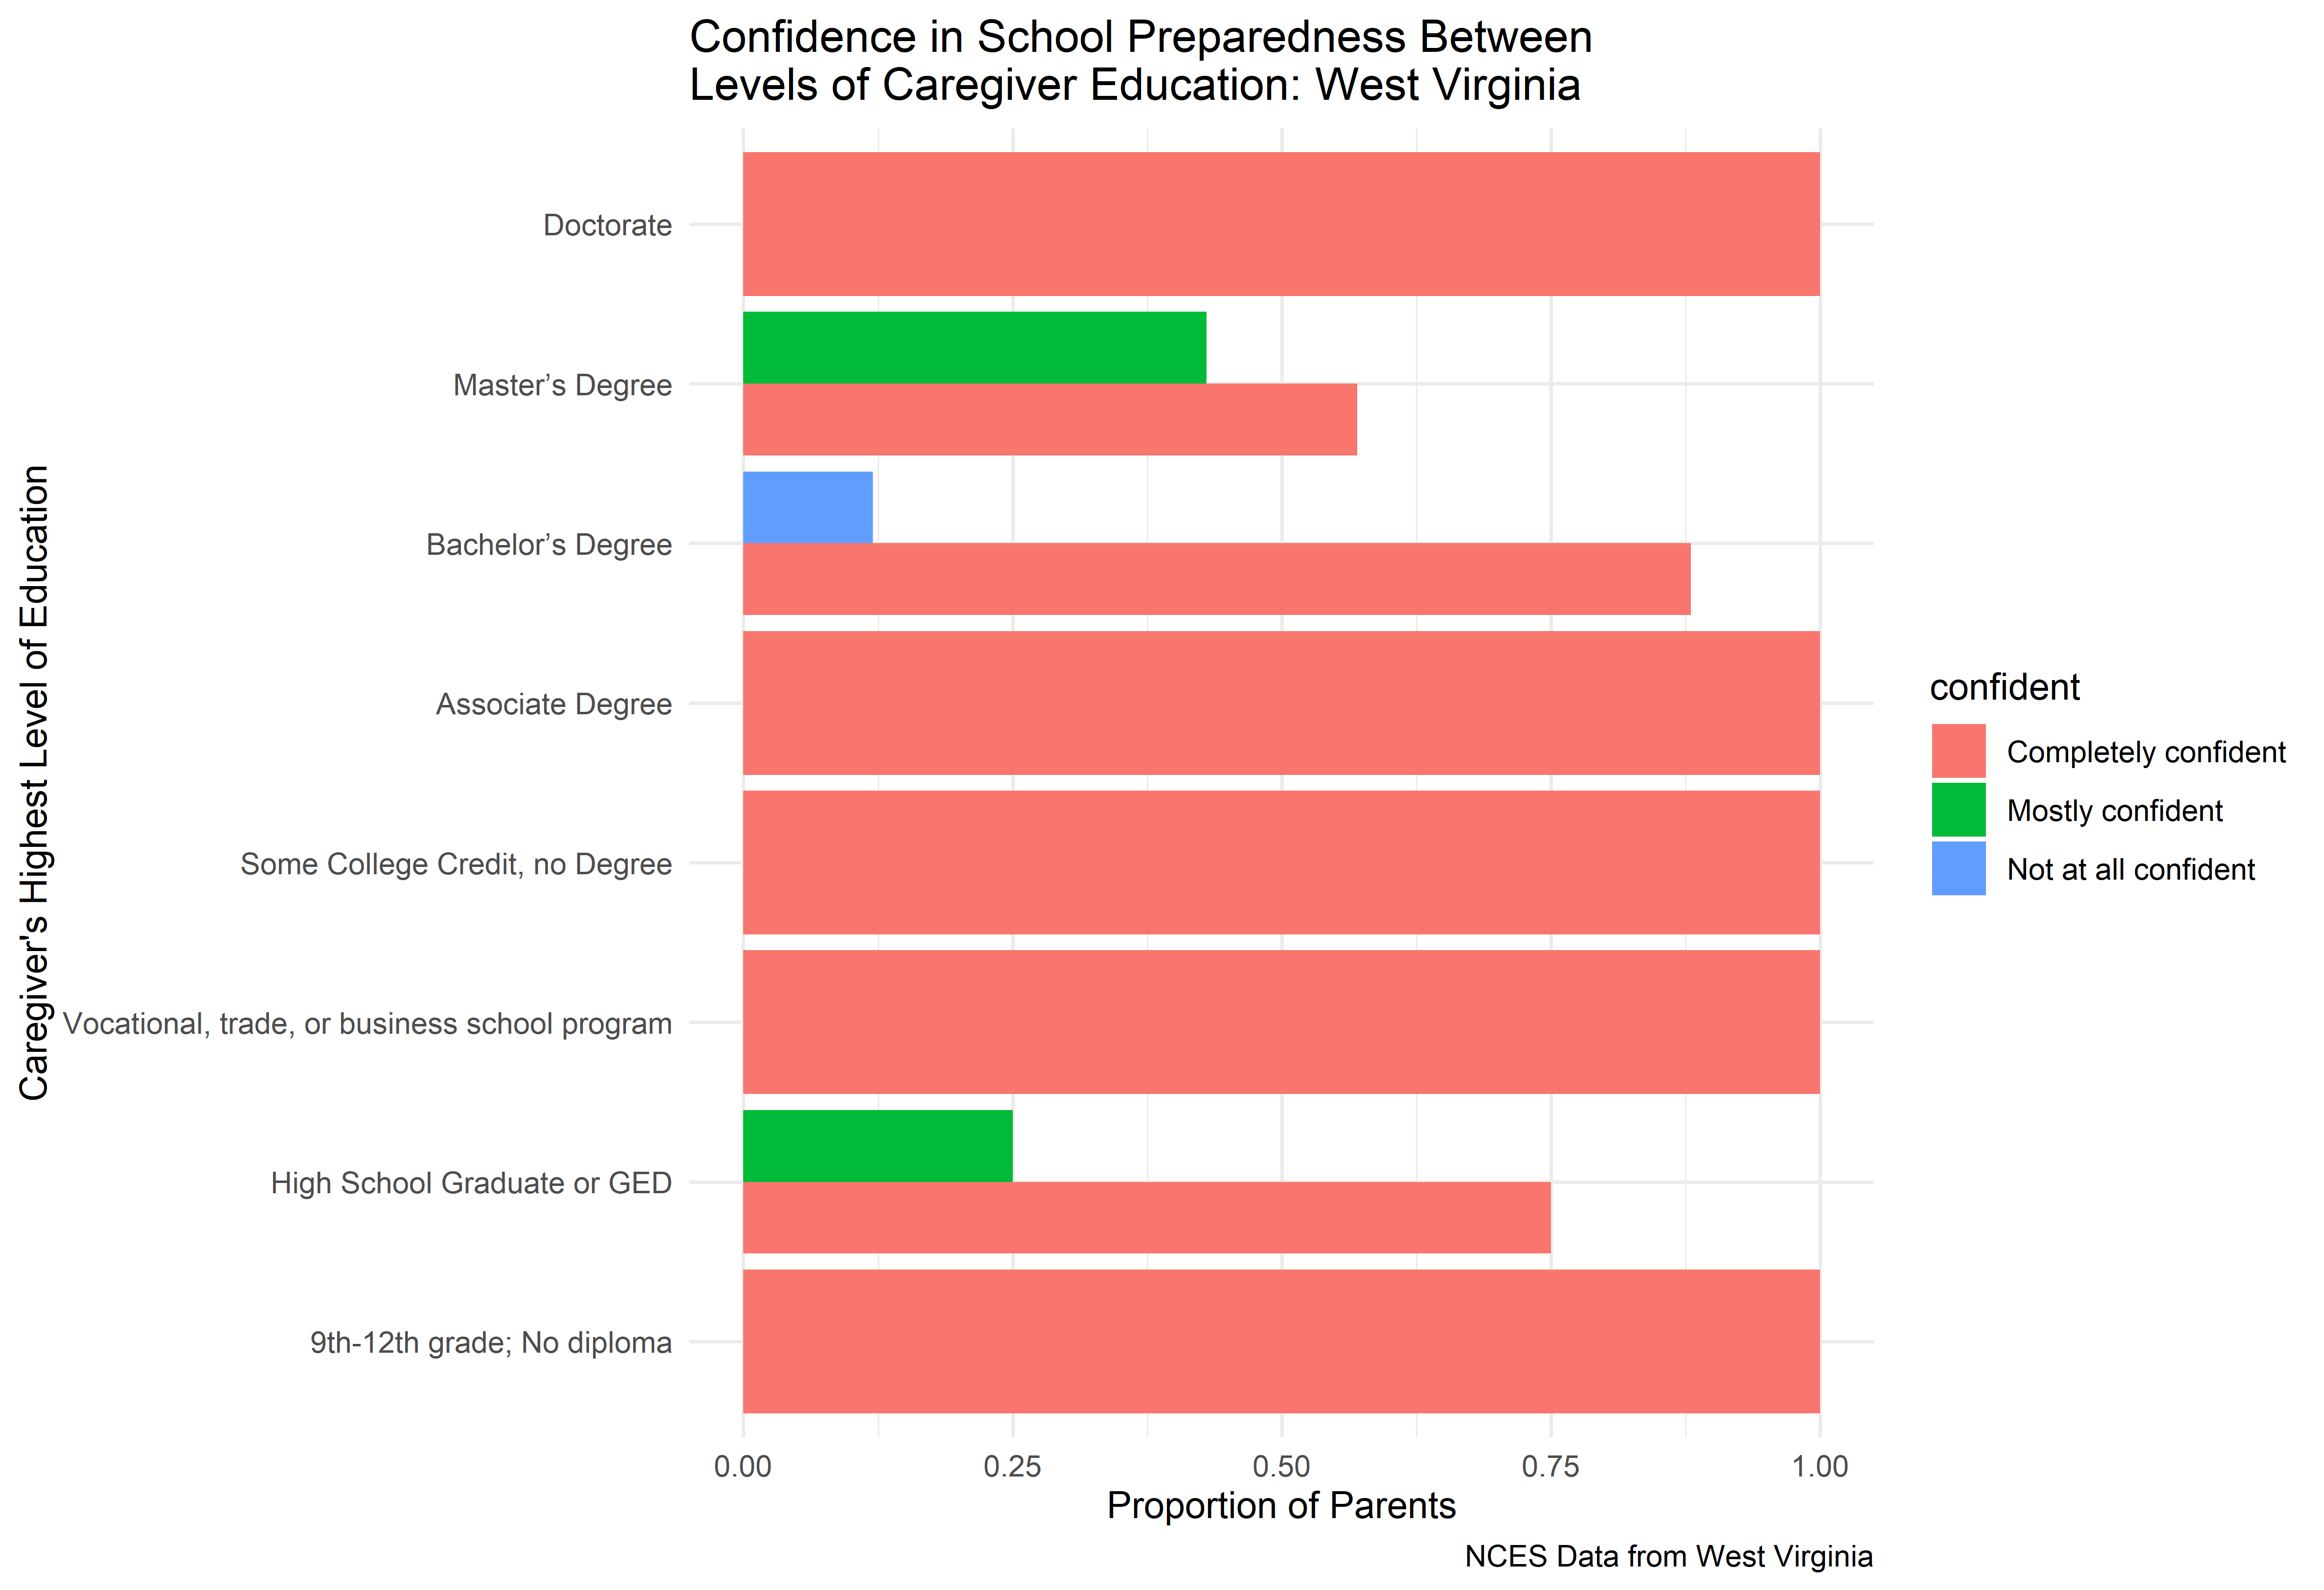 Confidence in School Preparedness Between
Levels of Caregiver Education: West Virginia
Caregiver's Highest Level of Education
Doctorate
Master’s Degree
Bachelor’s Degree
Associate Degree
Some College Credit, no Degree
Vocational, trade, or business school program
High School Graduate or GED
9th-12th grade; No diploma
0.00 0.25 0.50 0.75 1.00
Proportion of Parents
confident
Completely confident
Mostly confident
Not at all confident
NCES Data from West Virginia